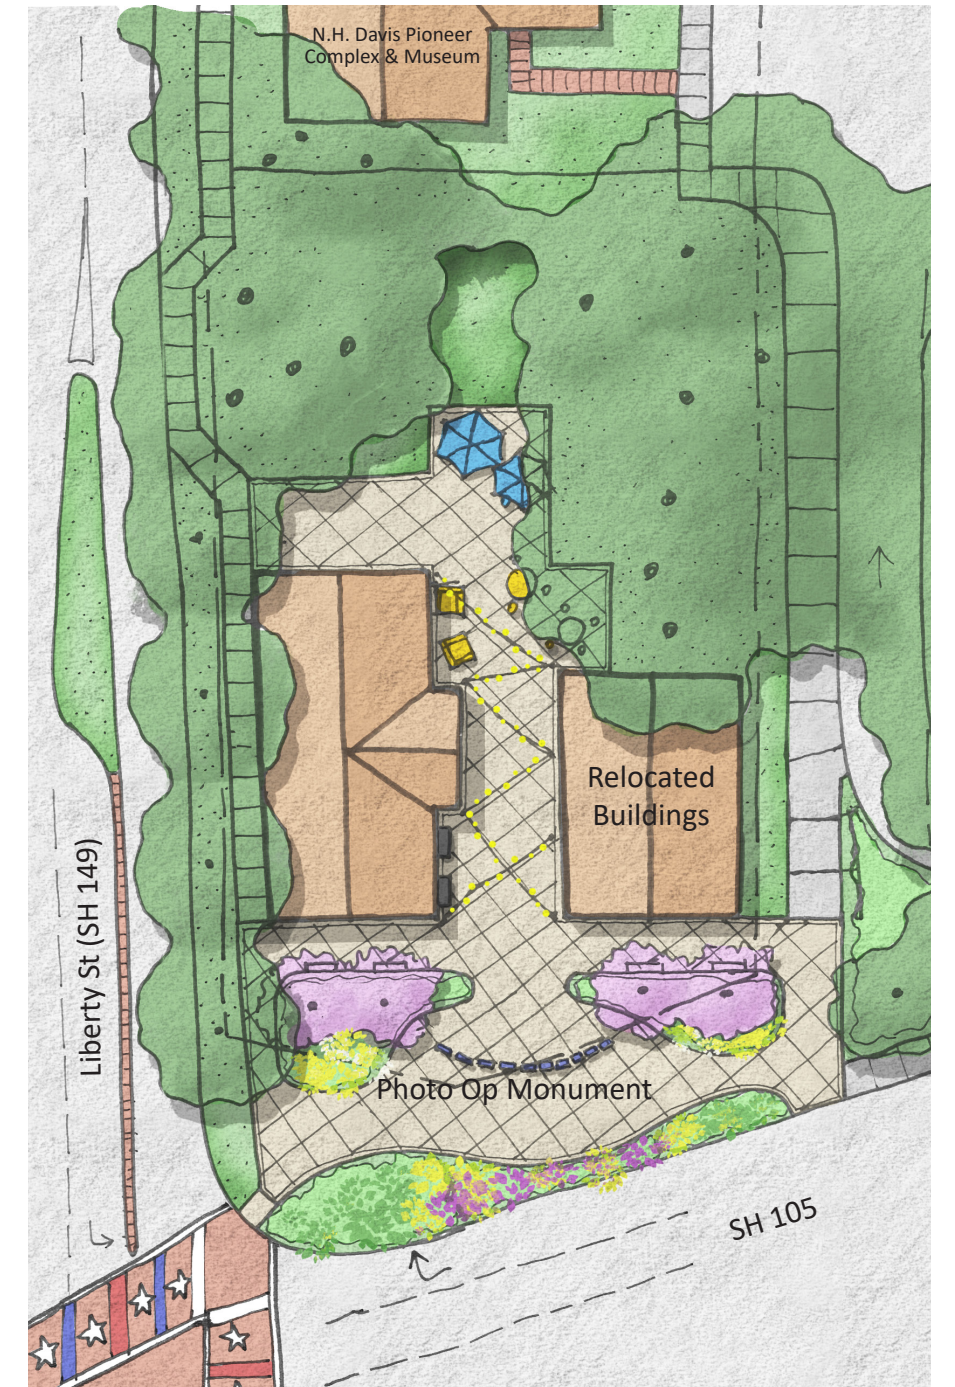 N.H. Davis Pioneer
Complex & Museum
Relocated
Buildings
Liberty St (SH 149)
Photo Op Monument
SH 105